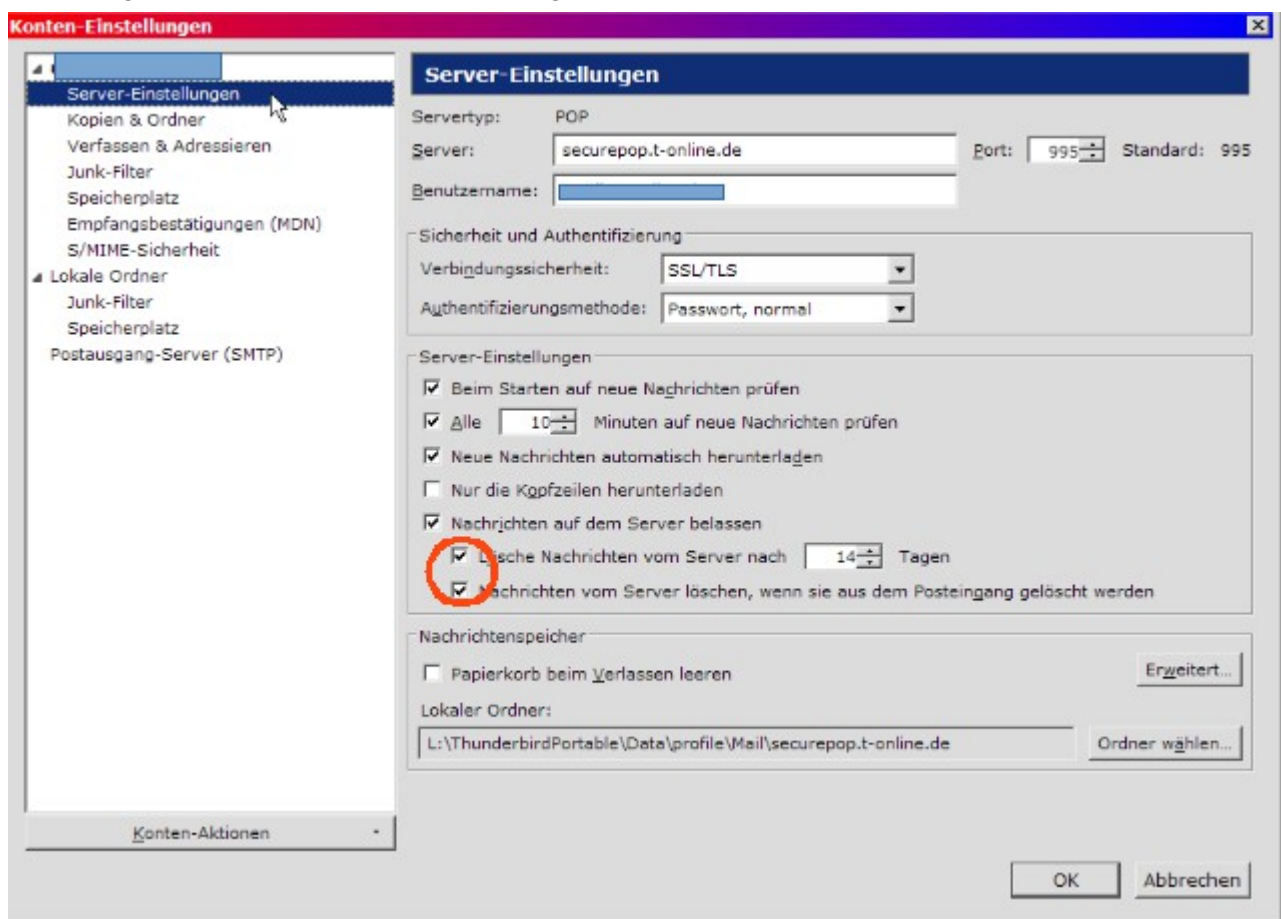 Konten-Einstellungen
Server-Einstellungen
Kopien & Ordner
Verfassen & Adressieren
Junk-Filter
Speicherplatz
Empfangsbestätigungen (MDN)
S/MIME-Sicherheit
Lokale Ordner
Junk-Filter
Speicherplatz
Postausgang-Server (SMTP)
Konten-Aktionen
Server-Einstellungen
Servertyp: POP
Server: securepop.t-online.de Port: 995 Standard: 995
Benutzername:
Sicherheit und Authentifizierung
Verbindungssicherheit: SSL/TLS
Authentifizierungsmethode: Passwort, normal
Server-Einstellungen
Beim Starten auf neue Nachrichten prüfen
Alle 10 Minuten auf neue Nachrichten prüfen
Neue Nachrichten automatisch herunterladen
Nur die Kopfzeilen herunterladen
Nachrichten auf dem Server belassen
Lösche Nachrichten vom Server nach 14 Tagen
Nachrichten vom Server löschen, wenn sie aus dem Posteingang gelöscht werden
Nachrichtenspeicher
Papierkorb beim Verlassen leeren
Erweitert...
Lokaler Ordner:
L:\ThunderbirdPortable\Data\profile\Mail\securepop.t-online.de Ordner wählen...
OK Abbrechen